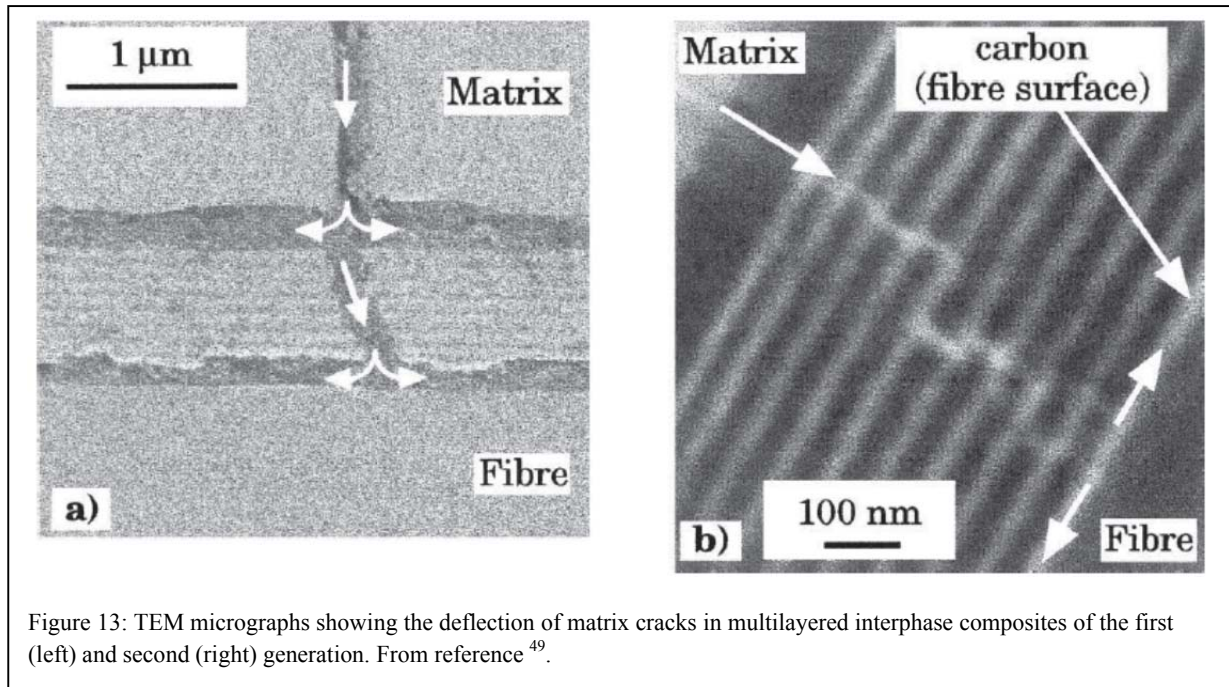 1 µm
Matrix
Fibre
a)
Matrix
carbon
(fibre surface)
100 nm
b)
Fibre
Figure 13: TEM micrographs showing the deflection of matrix cracks in multilayered interphase composites of the first
(left) and second (right) generation. From reference 49.